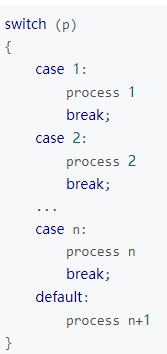 switch (p)
{
    case 1:
        process 1
        break;
    case 2:
        process 2
        break;
    ...
    case n:
        process n
        break;
    default:
        process n+1
}